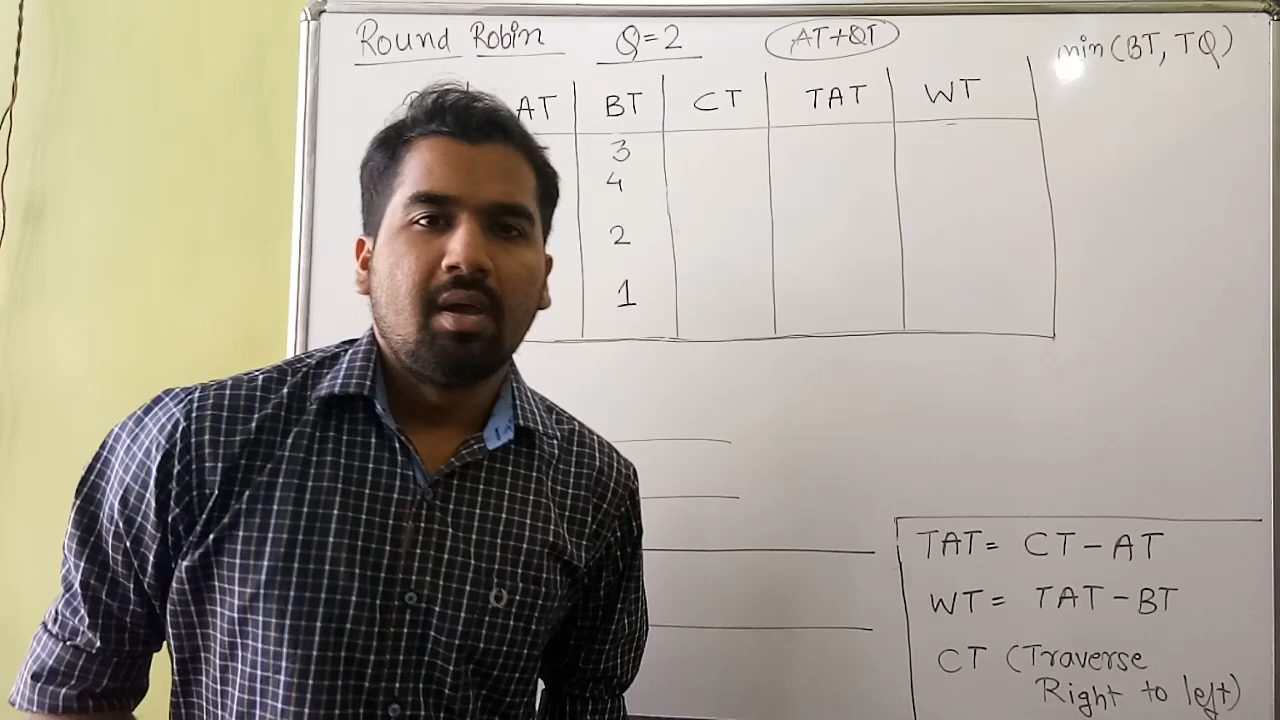 Round Robin Q=2 AT+QT min(BT, TQ)
AT BT CT TAT WT
3
4
2
1
TAT= CT-AT
WT= TAT-BT
CT (Traverse
Right to left)